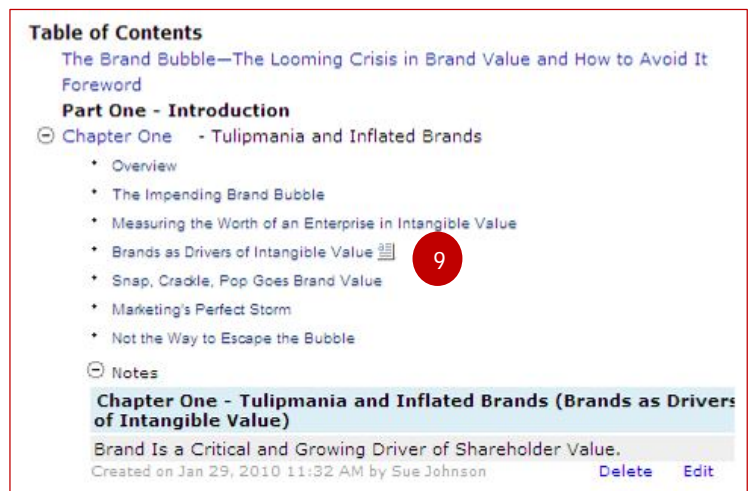 Table of Contents
The Brand Bubble—The Looming Crisis in Brand Value and How to Avoid It
Foreword
Part One - Introduction
Chapter One - Tulipmania and Inflated Brands
Overview
The Impending Brand Bubble
Measuring the Worth of an Enterprise in Intangible Value
Brands as Drivers of Intangible Value
9
Snap, Crackle, Pop Goes Brand Value
Marketing's Perfect Storm
Not the Way to Escape the Bubble
Notes
Chapter One - Tulipmania and Inflated Brands (Brands as Drivers
of Intangible Value)
Brand Is a Critical and Growing Driver of Shareholder Value.
Created on Jan 29, 2010 11:32 AM by Sue Johnson Delete Edit